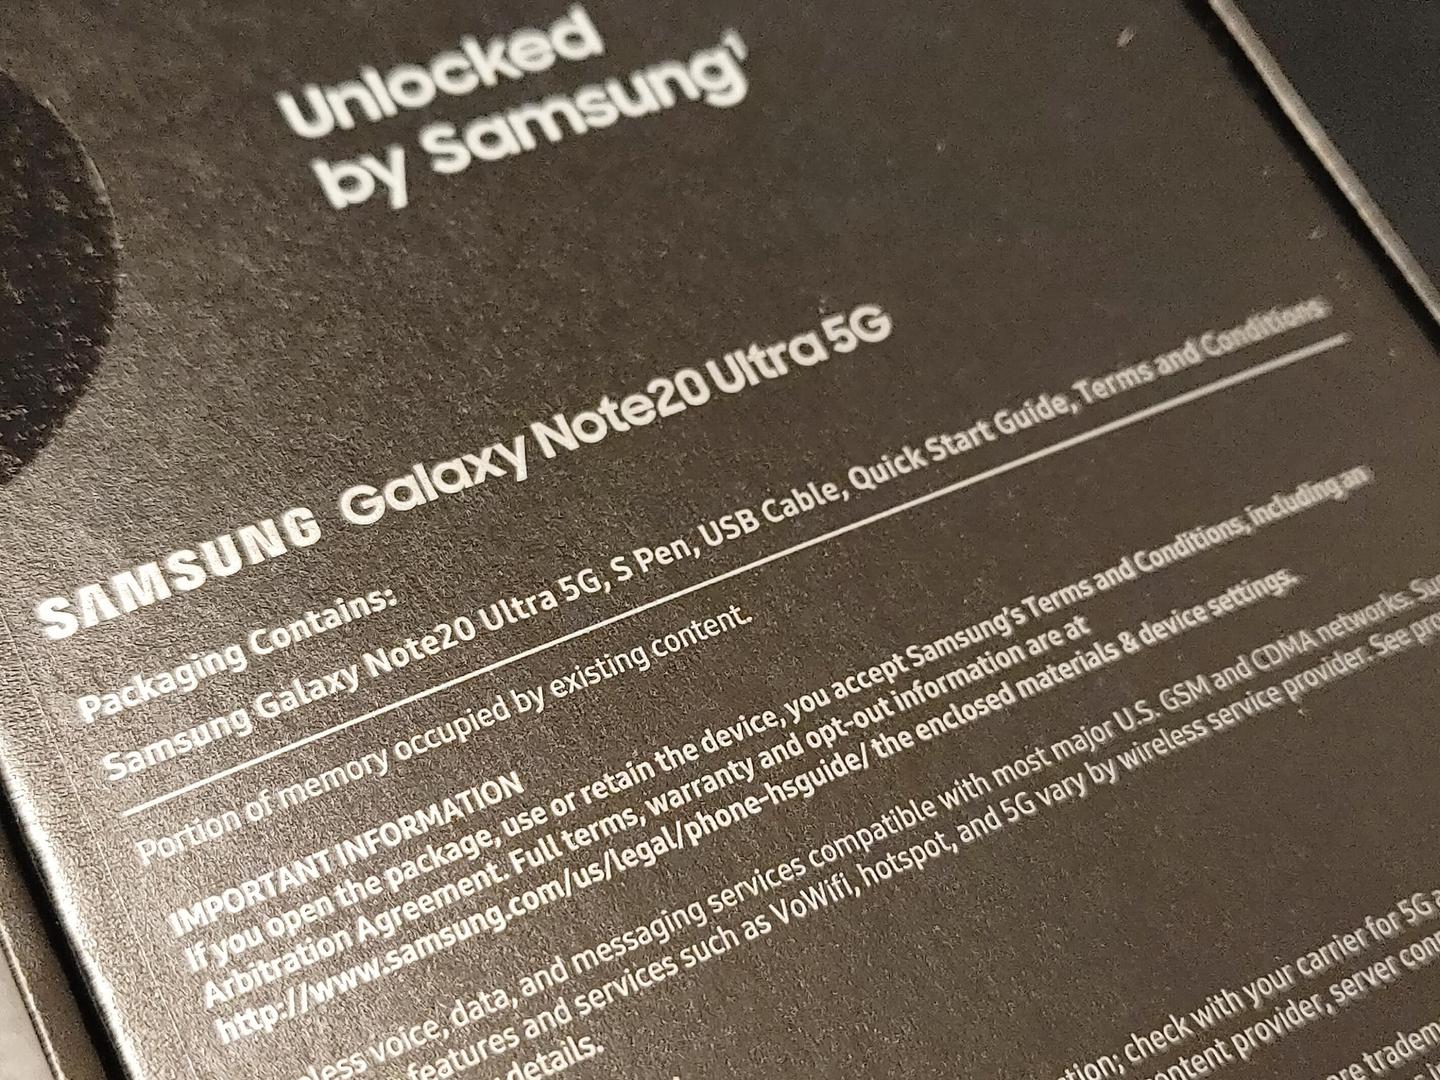 Unlocked
by Samsung¹
SAMSUNG Galaxy Note20 Ultra 5G
Packaging Contains:
Samsung Galaxy Note20 Ultra 5G, S Pen, USB Cable, Quick Start Guide, Terms and Conditions.
Portion of memory occupied by existing content.
IMPORTANT INFORMATION
If you open the package, use or retain the device, you accept Samsung's Terms and Conditions, including an
Arbitration Agreement. Full terms, warranty and opt-out information are at
http://www.samsung.com/us/legal/phone-hsguide/ the enclosed materials & device settings.
voice, data, and messaging services compatible with most major U.S. GSM and CDMA networks.
features and services such as VoWifi, hotspot, and 5G vary by wireless service provider. See
details.
check with your carrier for 5G
content provider, server